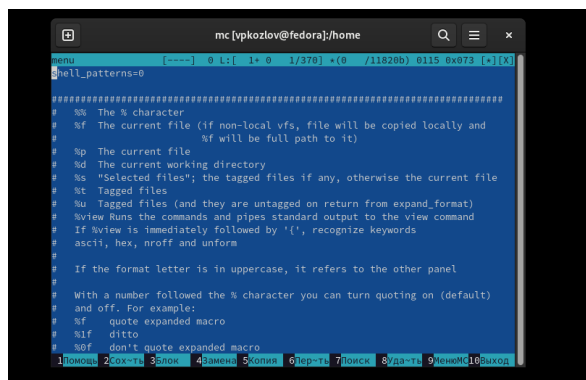 mc [vpkozlov@fedora]:/home
menu [----] 0 L:[ 1+ 0 1/370] *(0 /11820b) 0115 0x073 [*][X]
shell_patterns=0
################################################################################
# %% The % character
# %f The current file (if non-local vfs, file will be copied locally and
# %f will be full path to it)
# %p The current file
# %d The current working directory
# %s "Selected files"; the tagged files if any, otherwise the current file
# %t Tagged files
# %u Tagged files (and they are untagged on return from expand_format)
# %view Runs the commands and pipes standard output to the view command
# If %view is immediately followed by '{', recognize keywords
# ascii, hex, nroff and unform
#
# If the format letter is in uppercase, it refers to the other panel
#
# With a number followed the % character you can turn quoting on (default)
# and off. For example:
# %f quote expanded macro
# %1f ditto
# %0f don't quote expanded macro
1Помощь 2Сох~ть 3Блок 4Замена 5Копия 6Пер~ть 7Поиск 8Уда~ть 9МенюMC10Выход